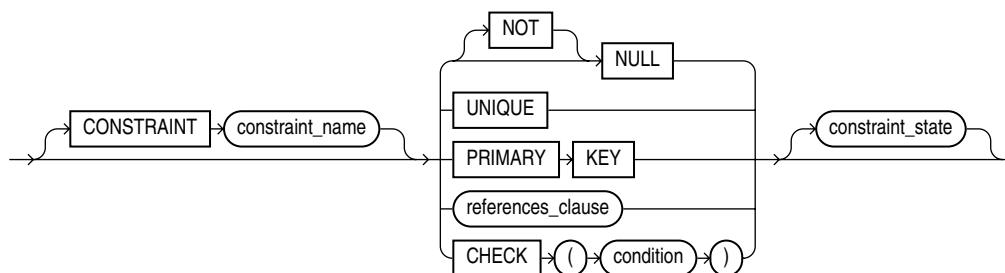 NOT
NULL
UNIQUE
CONSTRAINT constraint_name
constraint_state
PRIMARY KEY
references_clause
CHECK ( condition )